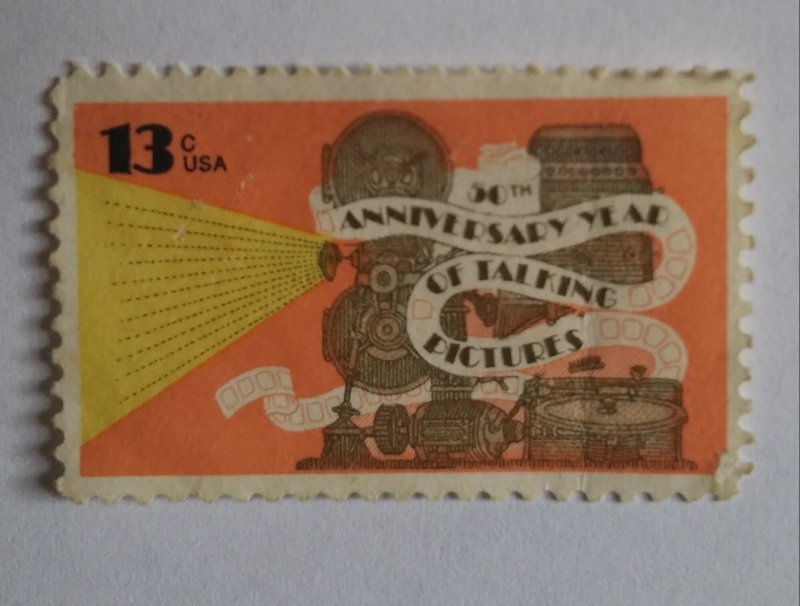 13 C
USA
50TH
ANNIVERSARY YEAR
OF TALKING
PICTURES